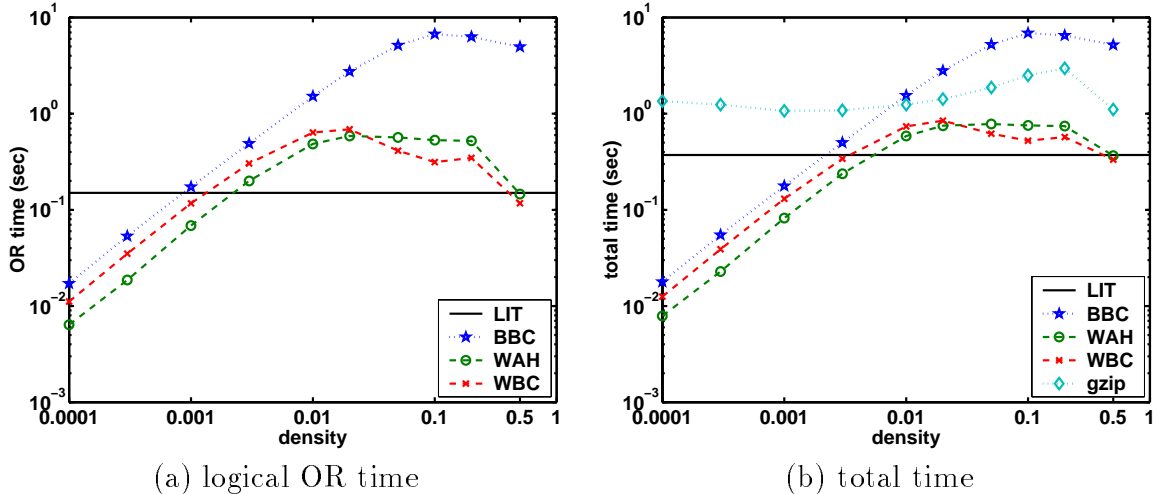 10^1
10^0
10^-1
10^-2
10^-3
OR time (sec)
0.0001 0.001 0.01 0.1 0.5 1
density
LIT
BBC
WAH
WBC
(a) logical OR time
10^1
10^0
10^-1
10^-2
10^-3
total time (sec)
0.0001 0.001 0.01 0.1 0.5 1
density
LIT
BBC
WAH
WBC
gzip
(b) total time